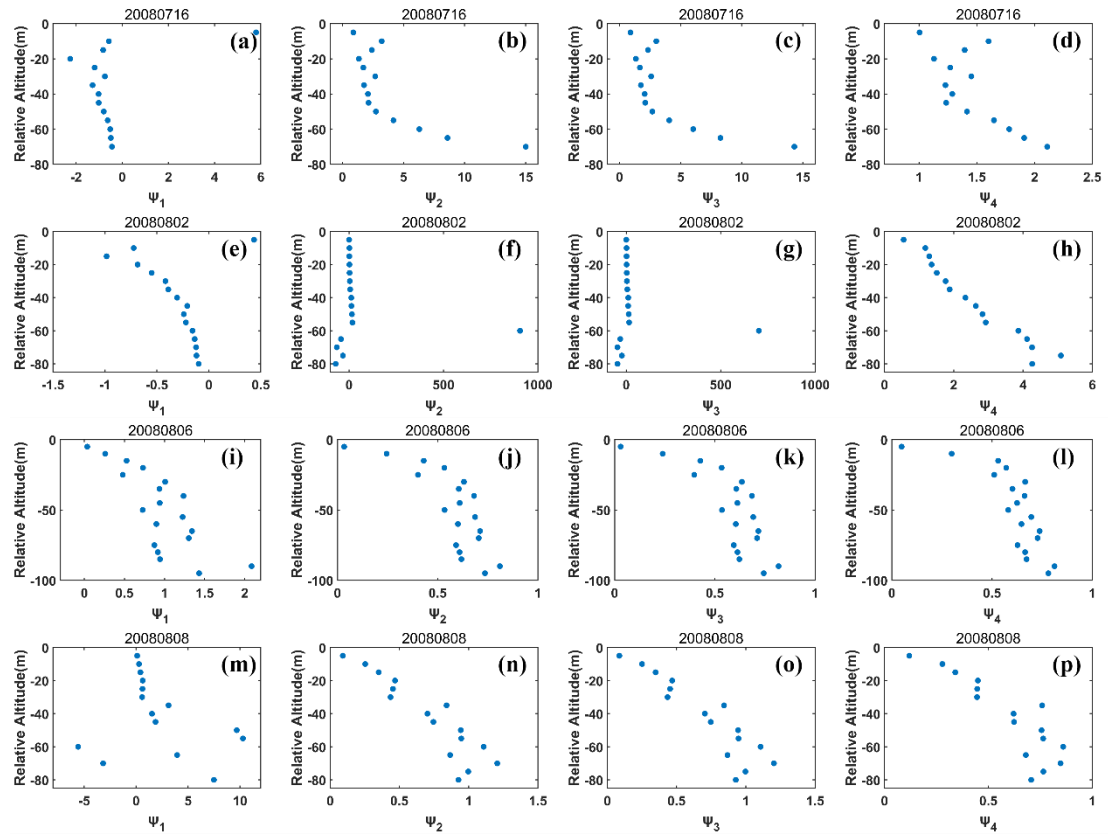 20080716 20080716 20080716 20080716
0 0 0 0
(a) (b) (c) (d)
-20 -20 -20 -20
-40 -40 -40 -40
-60 -60 -60 -60
-80 -80 -80 -80
Relative Altitude(m) Relative Altitude(m) Relative Altitude(m) Relative Altitude(m)
-2 0 2 4 6 0 5 10 15 0 5 10 15 1 1.5 2 2.5
Ψ1 Ψ2 Ψ3 Ψ4
20080802 20080802 20080802 20080802
0 0 0 0
(e) (f) (g) (h)
-20 -20 -20 -20
-40 -40 -40 -40
-60 -60 -60 -60
-80 -80 -80 -80
Relative Altitude(m) Relative Altitude(m) Relative Altitude(m) Relative Altitude(m)
-1.5 -1 -0.5 0 0.5 0 500 1000 0 500 1000 0 2 4 6
Ψ1 Ψ2 Ψ3 Ψ4
20080806 20080806 20080806 20080806
0 0 0 0
(i) (j) (k) (l)
-50 -50 -50 -50
-100 -100 -100 -100
Relative Altitude(m) Relative Altitude(m) Relative Altitude(m) Relative Altitude(m)
0 0.5 1 1.5 2 0 0.5 1 0 0.5 1 0 0.5 1
Ψ1 Ψ2 Ψ3 Ψ4
20080808 20080808 20080808 20080808
0 0 0 0
(m) (n) (o) (p)
-20 -20 -20 -20
-40 -40 -40 -40
-60 -60 -60 -60
-80 -80 -80 -80
Relative Altitude(m) Relative Altitude(m) Relative Altitude(m) Relative Altitude(m)
-5 0 5 10 0 0.5 1 1.5 0 0.5 1 1.5 0 0.5 1
Ψ1 Ψ2 Ψ3 Ψ4